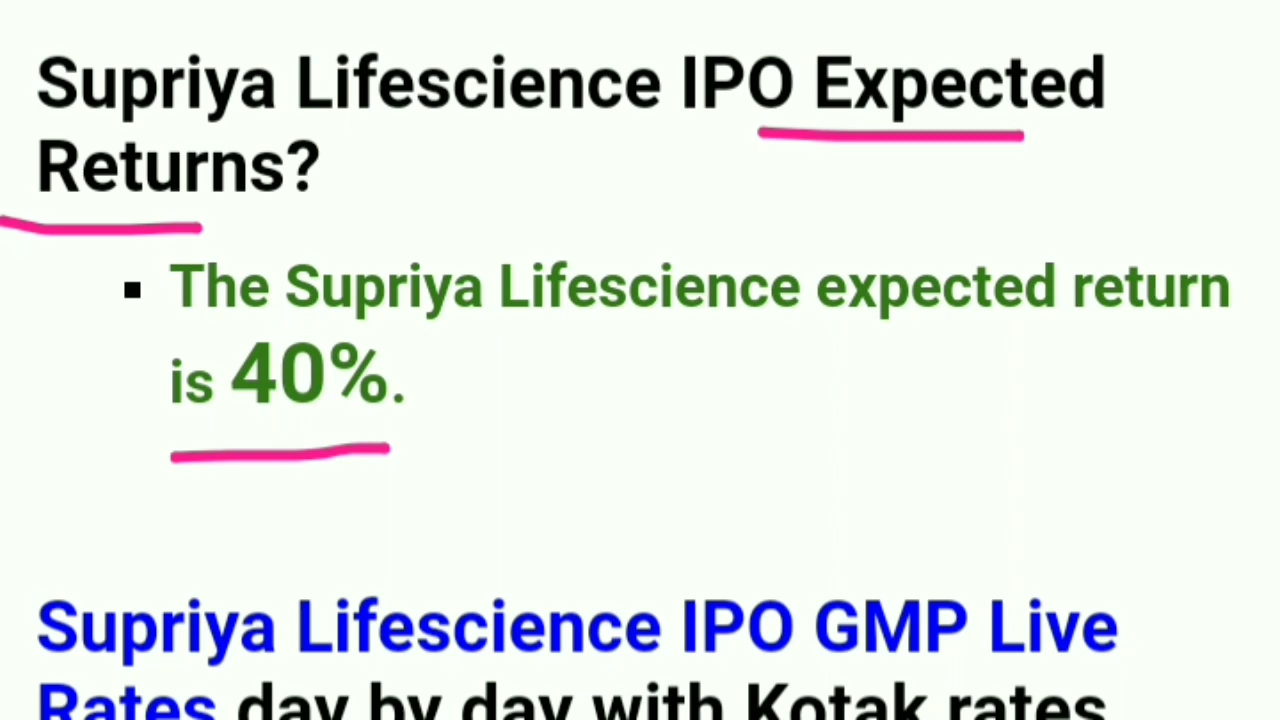 Supriya Lifescience IPO Expected
Returns?
▪ The Supriya Lifescience expected return
is 40%.
Supriya Lifescience IPO GMP Live
Rates day by day with Kotak rates